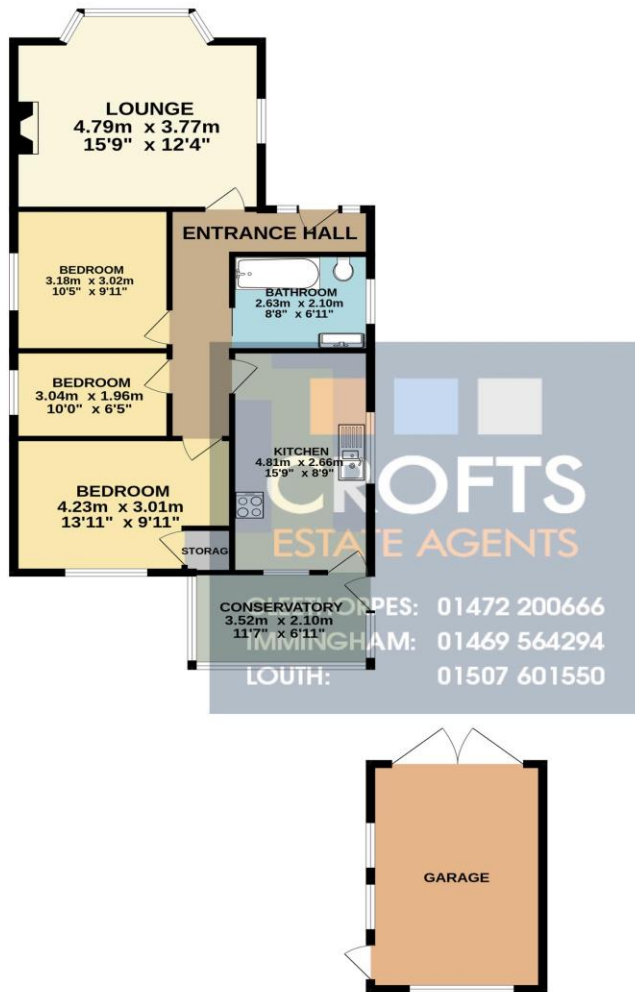 LOUNGE
4.79m x 3.77m
15'9" x 12'4"
ENTRANCE HALL
BEDROOM
3.18m x 3.02m
10'5" x 9'11"
BATHROOM
2.63m x 2.10m
8'8" x 6'11"
BEDROOM
3.04m x 1.96m
10'0" x 6'5"
KITCHEN
4.81m x 2.66m
15'9" x 8'9"
BEDROOM
4.23m x 3.01m
13'11" x 9'11"
STORAG
CONSERVATORY
3.52m x 2.10m
11'7" x 6'11"
CROFTS
ESTATE AGENTS
CLEETHORPES: 01472 200666
IMMINGHAM: 01469 564294
LOUTH: 01507 601550
GARAGE